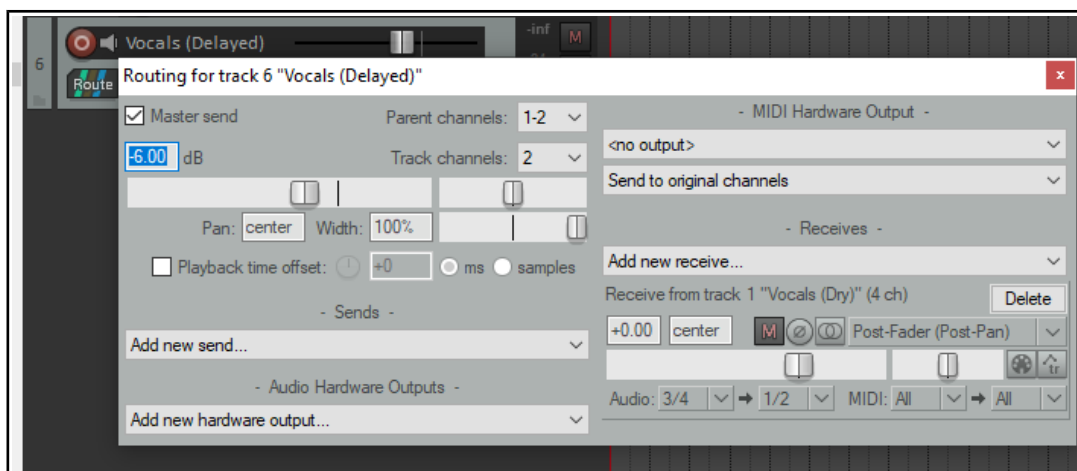 6
Vocals (Delayed)
-inf
M
Route
Routing for track 6 "Vocals (Delayed)"
x
Master send
Parent channels: 1-2
-6.00 dB
Track channels: 2
Pan: center Width: 100%
Playback time offset: +0 ms samples
- Sends -
Add new send...
- Audio Hardware Outputs -
Add new hardware output...
- MIDI Hardware Output -
<no output>
Send to original channels
- Receives -
Add new receive...
Receive from track 1 "Vocals (Dry)" (4 ch) Delete
+0.00 center M Post-Fader (Post-Pan)
tr
Audio: 3/4 → 1/2 MIDI: All → All